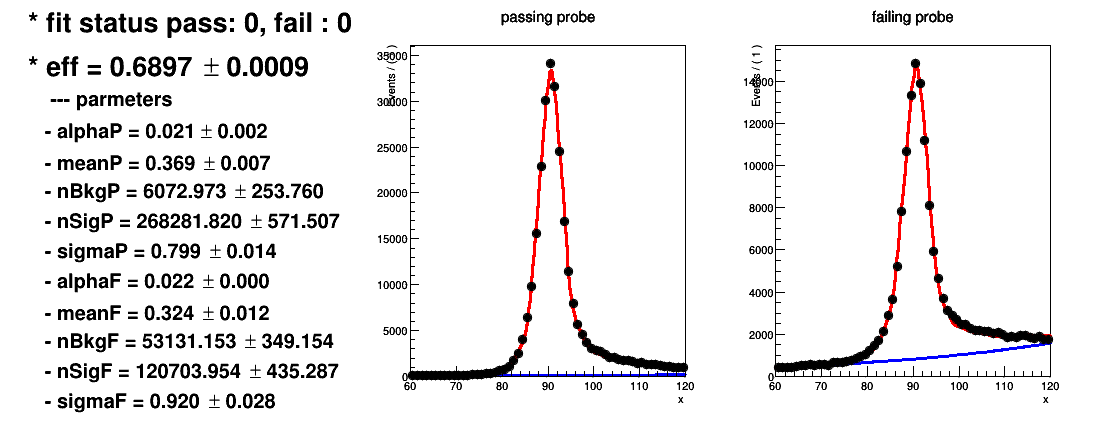 * fit status pass: 0, fail : 0
* eff = 0.6897 ± 0.0009
--- parmeters
- alphaP = 0.021 ± 0.002
- meanP = 0.369 ± 0.007
- nBkgP = 6072.973 ± 253.760
- nSigP = 268281.820 ± 571.507
- sigmaP = 0.799 ± 0.014
- alphaF = 0.022 ± 0.000
- meanF = 0.324 ± 0.012
- nBkgF = 53131.153 ± 349.154
- nSigF = 120703.954 ± 435.287
- sigmaF = 0.920 ± 0.028
passing probe
Events / ( 1 )
35000
30000
25000
20000
15000
10000
5000
0
60 70 80 90 100 110 120
x
failing probe
Events / ( 1 )
14000
12000
10000
8000
6000
4000
2000
0
60 70 80 90 100 110 120
x